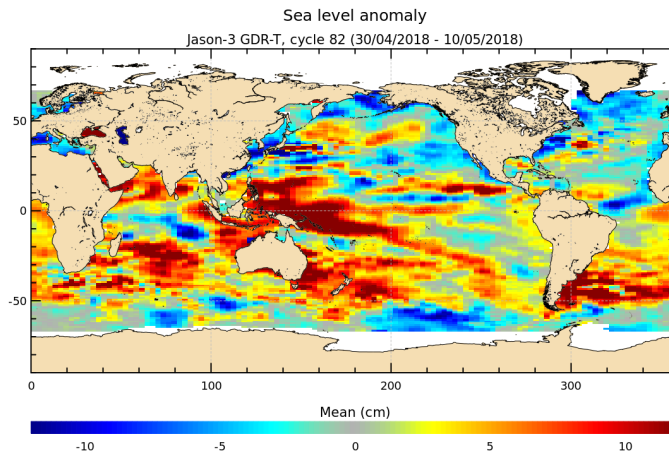 Sea level anomaly
Jason-3 GDR-T, cycle 82 (30/04/2018 - 10/05/2018)
50
0
-50
0 100 200 300
Mean (cm)
-10 -5 0 5 10